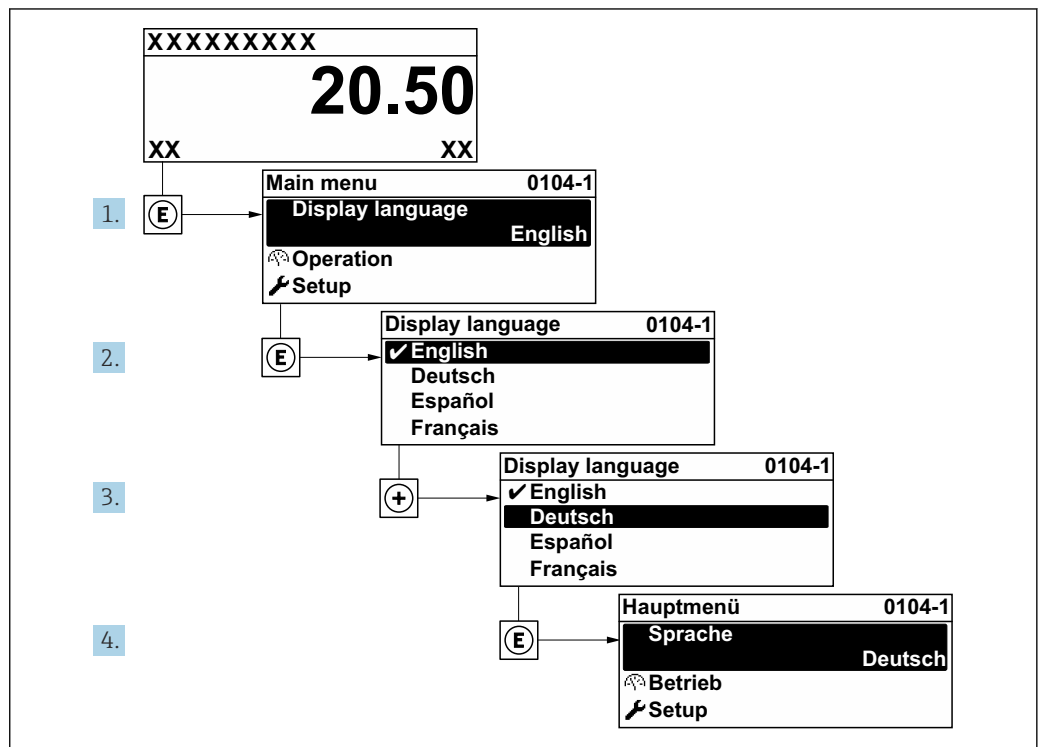 XXXXXXXXX
20.50
XX XX
1. E
Main menu 0104-1
Display language
English
Operation
Setup
2. E
Display language 0104-1
✔ English
Deutsch
Español
Français
3. +
Display language 0104-1
✔ English
Deutsch
Español
Français
4. E
Hauptmenü 0104-1
Sprache
Deutsch
Betrieb
Setup